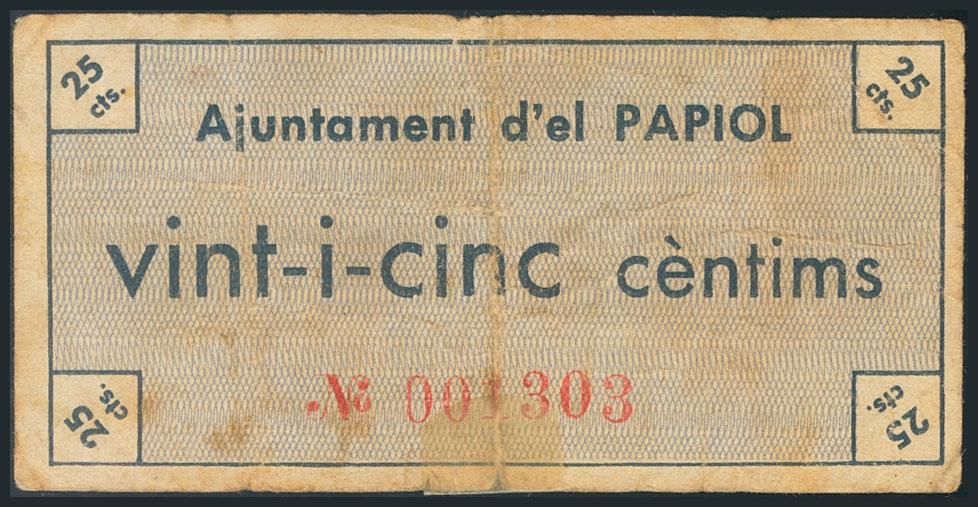 25 cts.
25 cts.
Ajuntament d'el PAPIOL
vint-i-cinc cèntims
Nº 001303
25 cts.
25 cts.